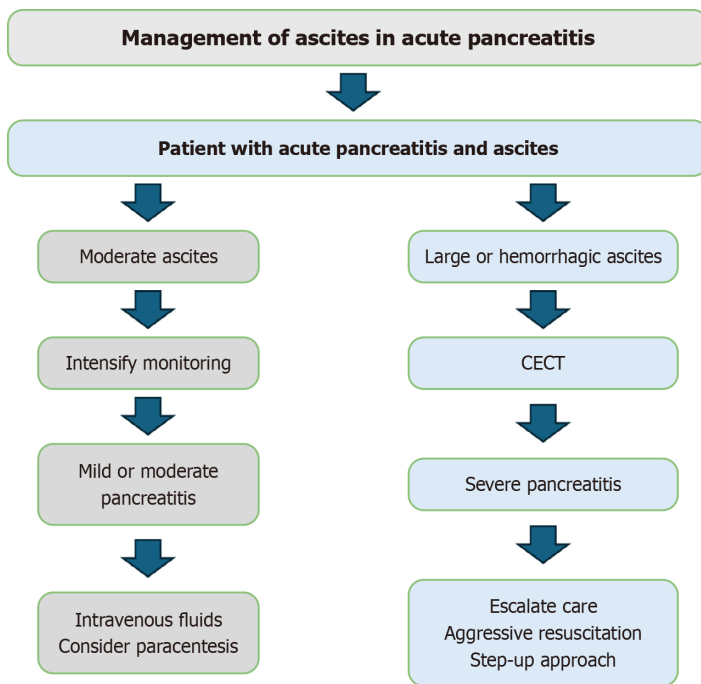 Management of ascites in acute pancreatitis
Patient with acute pancreatitis and ascites
Moderate ascites
Intensify monitoring
Mild or moderate
pancreatitis
Intravenous fluids
Consider paracentesis
Large or hemorrhagic ascites
CECT
Severe pancreatitis
Escalate care
Aggressive resuscitation
Step-up approach